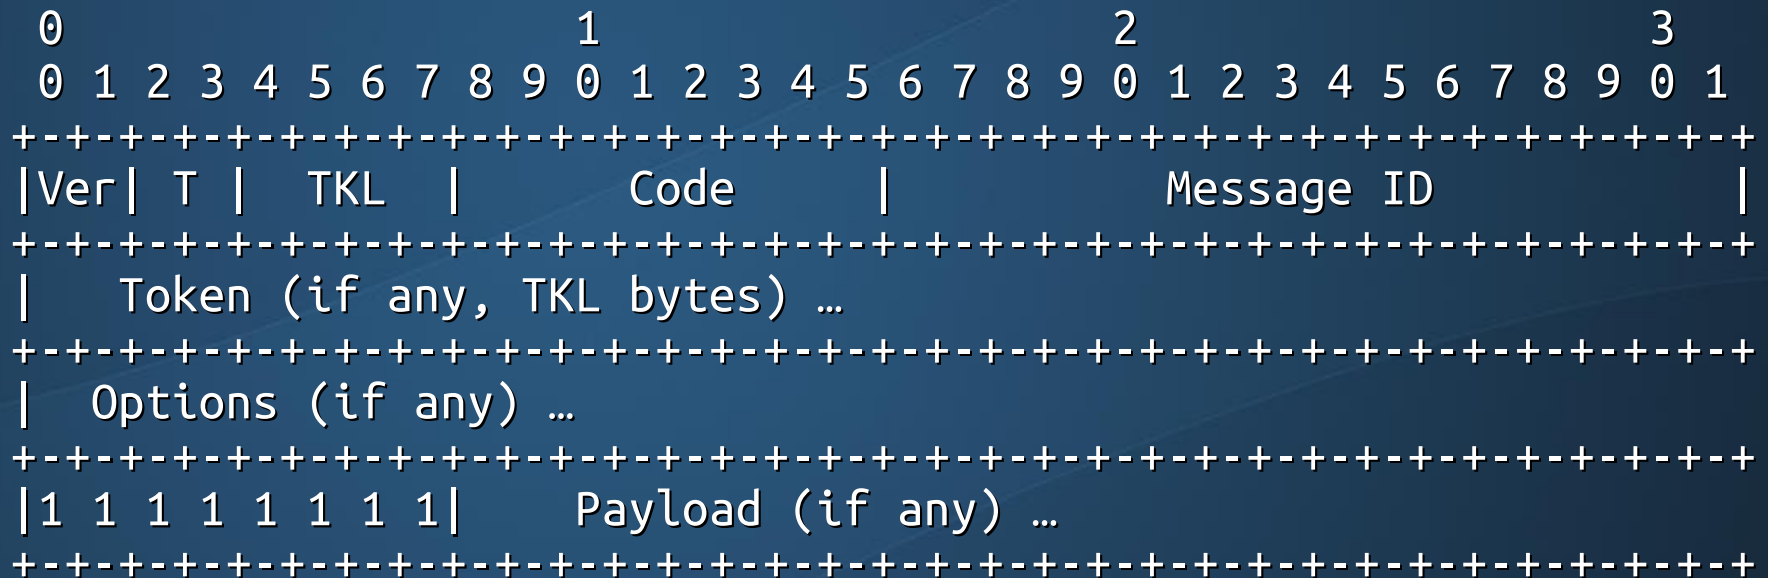 0                   1                   2                   3
 0 1 2 3 4 5 6 7 8 9 0 1 2 3 4 5 6 7 8 9 0 1 2 3 4 5 6 7 8 9 0 1
+-+-+-+-+-+-+-+-+-+-+-+-+-+-+-+-+-+-+-+-+-+-+-+-+-+-+-+-+-+-+-+-+
|Ver| T |  TKL  |      Code     |          Message ID           |
+-+-+-+-+-+-+-+-+-+-+-+-+-+-+-+-+-+-+-+-+-+-+-+-+-+-+-+-+-+-+-+-+
|   Token (if any, TKL bytes) …
+-+-+-+-+-+-+-+-+-+-+-+-+-+-+-+-+-+-+-+-+-+-+-+-+-+-+-+-+-+-+-+-+
|  Options (if any) …
+-+-+-+-+-+-+-+-+-+-+-+-+-+-+-+-+-+-+-+-+-+-+-+-+-+-+-+-+-+-+-+-+
|1 1 1 1 1 1 1 1|    Payload (if any) …
+-+-+-+-+-+-+-+-+-+-+-+-+-+-+-+-+-+-+-+-+-+-+-+-+-+-+-+-+-+-+-+-+